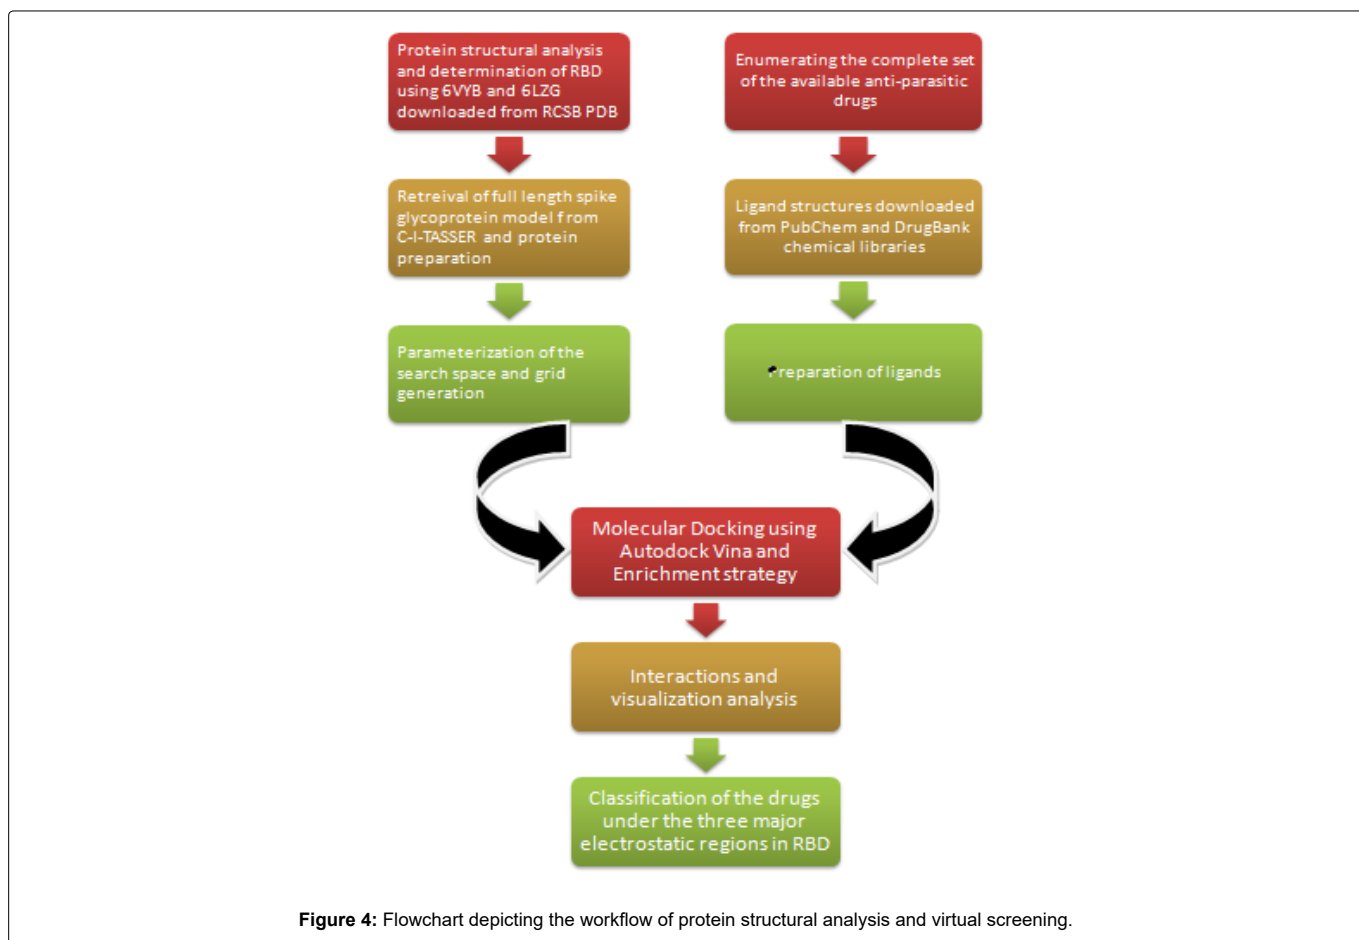 Protein structural analysis
and determination of RBD
using 6VYB and 6LZG
downloaded from RCSB PDB
Retreival of full length spike
glycoprotein model from
C-I-TASSER and protein
preparation
Parameterization of the
search space and grid
generation
Enumerating the complete set
of the available anti-parasitic
drugs
Ligand structures downloaded
from PubChem and DrugBank
chemical libraries
Preparation of ligands
Molecular Docking using
Autodock Vina and
Enrichment strategy
Interactions and
visualization analysis
Classification of the drugs
under the three major
electrostatic regions in RBD
Figure 4: Flowchart depicting the workflow of protein structural analysis and virtual screening.